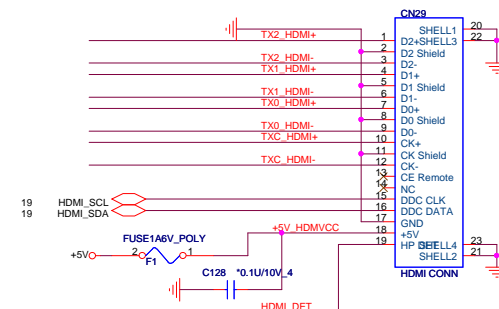 CN29
SHELL1 20
TX2_HDMI+ 1 D2+SHELL3 22
2 D2 Shield
TX2_HDMI- 3 D2-
TX1_HDMI+ 4 D1+
5 D1 Shield
TX1_HDMI- 6 D1-
TX0_HDMI+ 7 D0+
8 D0 Shield
TX0_HDMI- 9 D0-
TXC_HDMI+ 10 CK+
11 CK Shield
TXC_HDMI- 12 CK-
13 CE Remote
14 NC
19 HDMI_SCL 15 DDC CLK
19 HDMI_SDA 16 DDC DATA
17 GND
+5V_HDMVCC 18 +5V
FUSE1A6V_POLY 19 HP DET SHELL4 23
+5V 2 1 SHELL2 21
F1
C128 *0.1U/10V_4 HDMI CONN
HDMI_DET